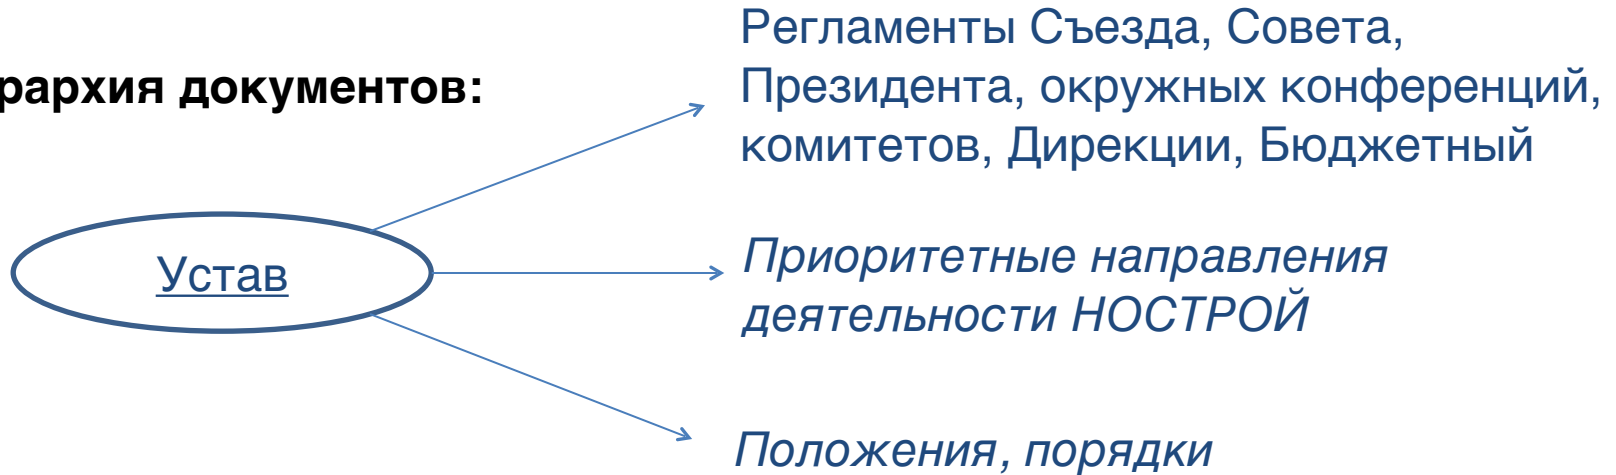 Регламенты Съезда, Совета,
Президента, окружных конференций,
комитетов, Дирекции, Бюджетный
рархия документов:
Устав
Приоритетные направления
деятельности НОСТРОЙ
Положения, порядки